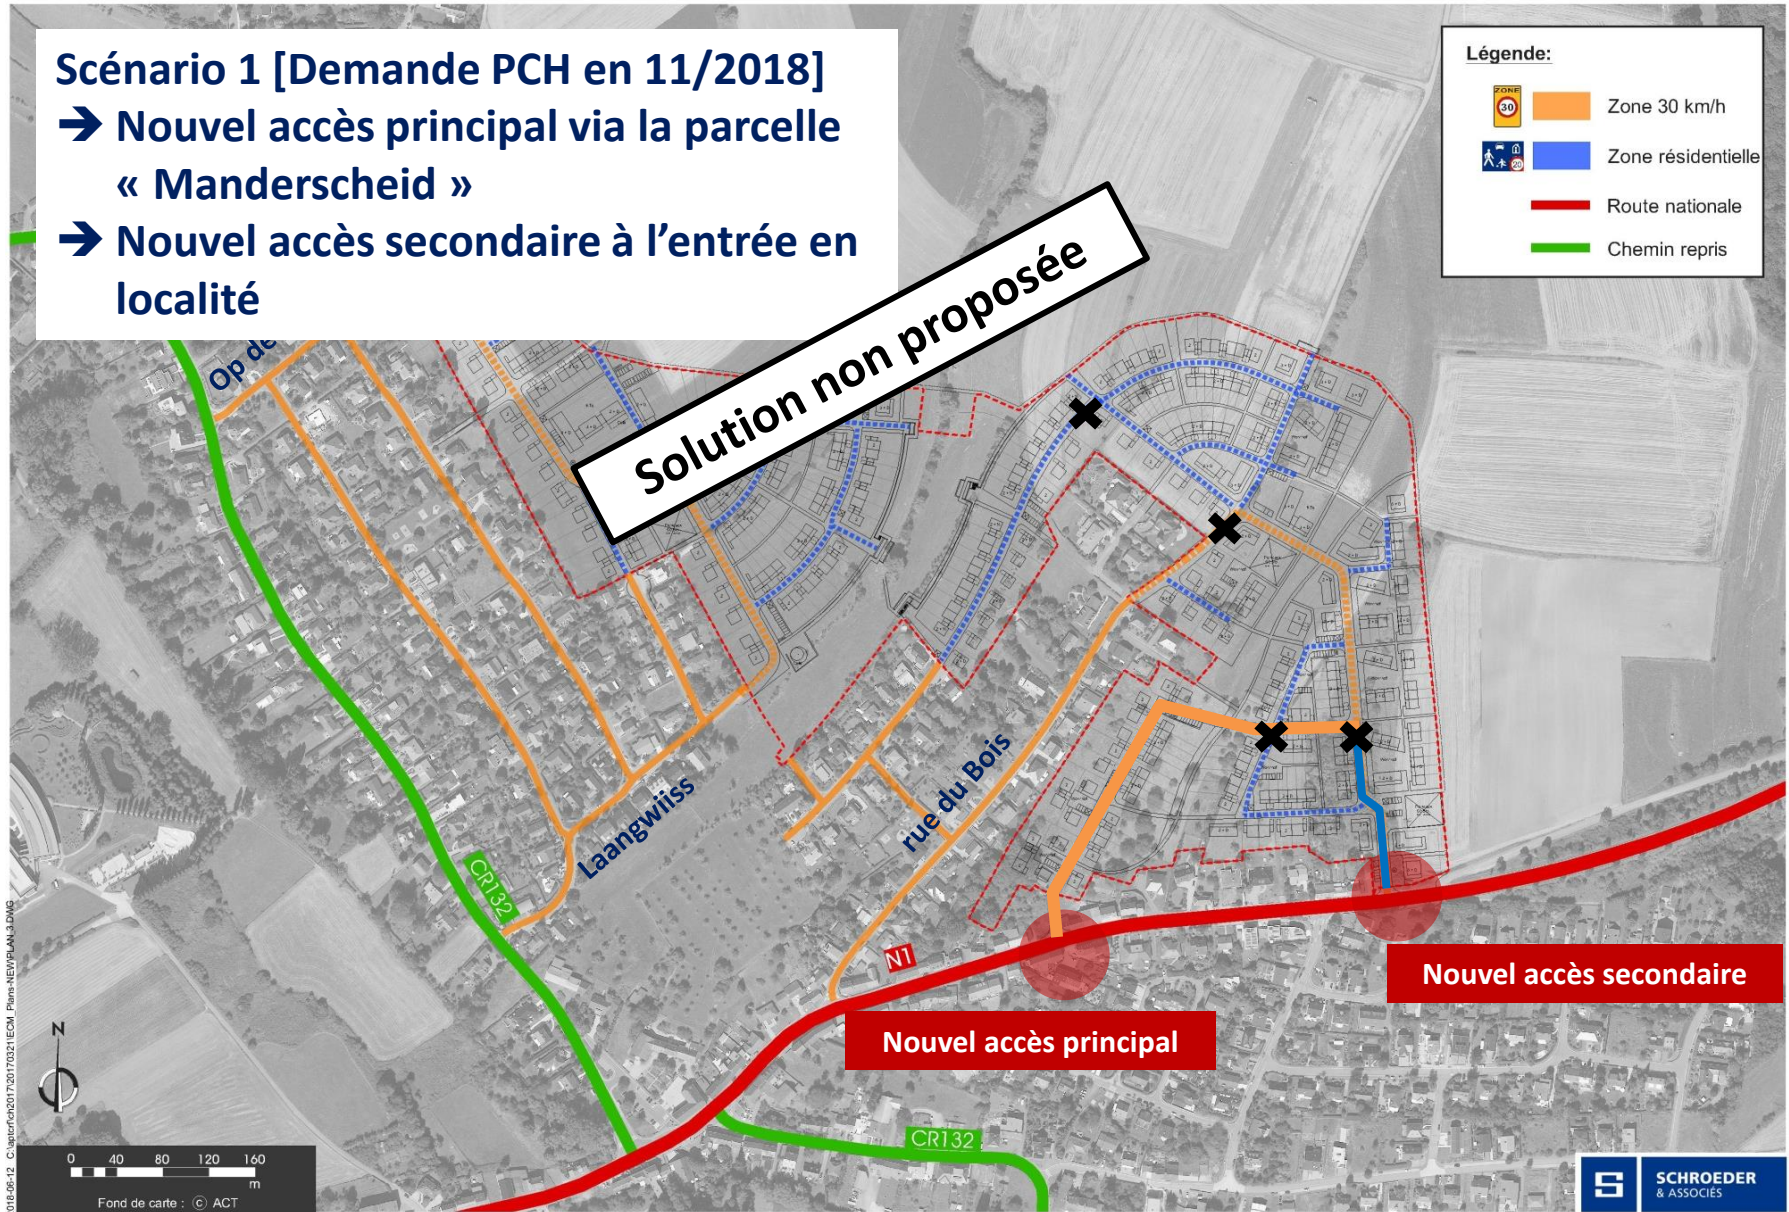 Scénario 1 [Demande PCH en 11/2018]
➔ Nouvel accès principal via la parcelle
« Manderscheid »
➔ Nouvel accès secondaire à l’entrée en
localité
Légende:
ZONE
30
Zone 30 km/h
20
Zone résidentielle
Route nationale
Chemin repris
Solution non proposée
Op de
Laangwiiss
rue du Bois
CR132
N1
Nouvel accès secondaire
Nouvel accès principal
CR132
N
0 40 80 120 160
m
Fond de carte : © ACT
SCHROEDER
& ASSOCIÉS